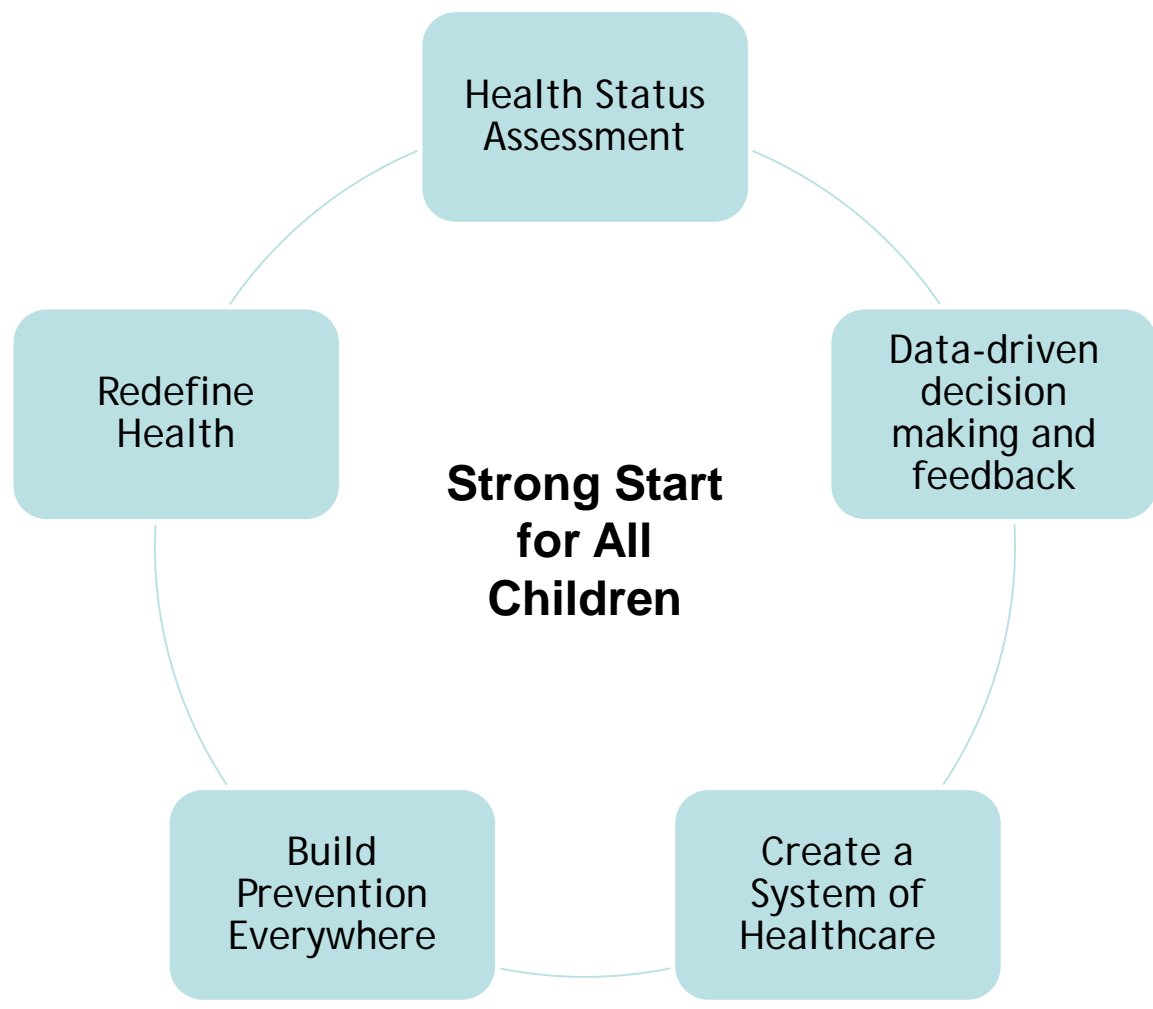 Health Status
Assessment
Data-driven
decision
making and
feedback
Redefine
Health
Strong Start
for All
Children
Build
Prevention
Everywhere
Create a
System of
Healthcare